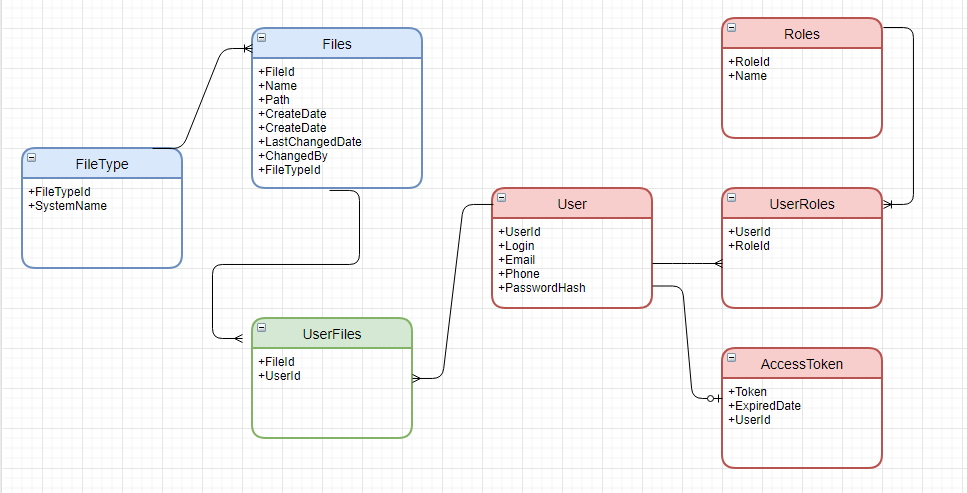 Files
+FileId
+Name
+Path
+CreateDate
+CreateDate
+LastChangedDate
+ChangedBy
+FileTypeId
FileType
+FileTypeId
+SystemName
UserFiles
+FileId
+UserId
User
+UserId
+Login
+Email
+Phone
+PasswordHash
Roles
+RoleId
+Name
UserRoles
+UserId
+RoleId
AccessToken
+Token
+ExpiredDate
+UserId